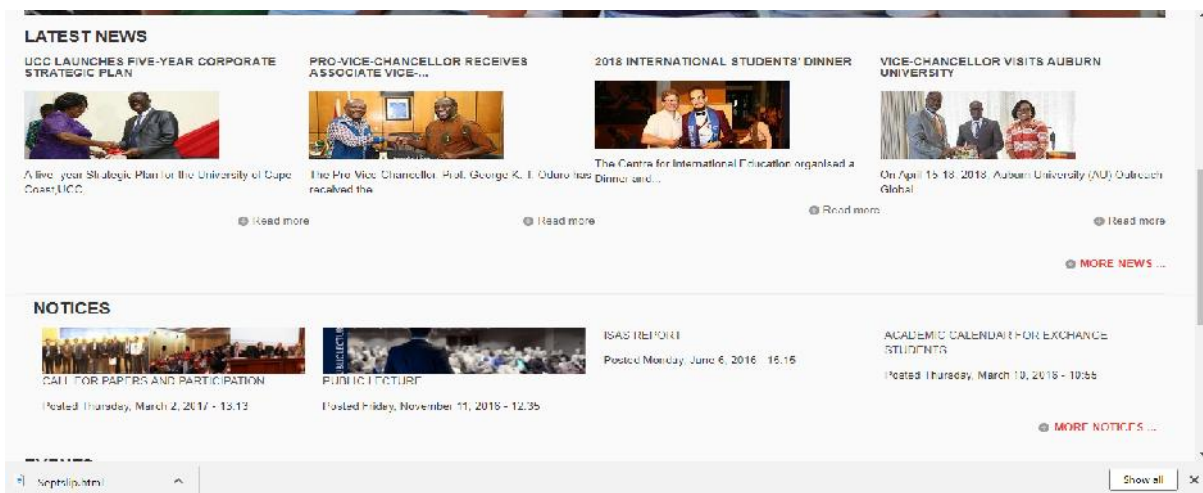 LATEST NEWS
UCC LAUNCHES FIVE-YEAR CORPORATE
STRATEGIC PLAN
A five -year Strategic Plan for the University of Cape
Coast,UCC,
Read more
PRO-VICE-CHANCELLOR RECEIVES
ASSOCIATE VICE-...
The Pro-Vice-Chancellor, Prof. George K. T. Oduro has
received the
Read more
2018 INTERNATIONAL STUDENTS' DINNER
The Centre for International Education organised a
Dinner and...
Read more
VICE-CHANCELLOR VISITS AUBURN
UNIVERSITY
On April 15-18, 2018, Auburn University (AU) Outreach
Global
Read more
MORE NEWS ...
NOTICES
CALL FOR PAPERS AND PARTICIPATION
Posted Thursday, March 2, 2017 - 13:13
PUBLIC LECTURE
Posted Friday, November 11, 2016 - 12:35
ISAS REPORT
Posted Monday, June 6, 2016 - 16:15
ACADEMIC CALENDAR FOR EXCHANCE
STUDENTS
Posted Thursday, March 10, 2016 - 10:55
MORE NOTICES ...
EVENTS
Septslip.html
Show all